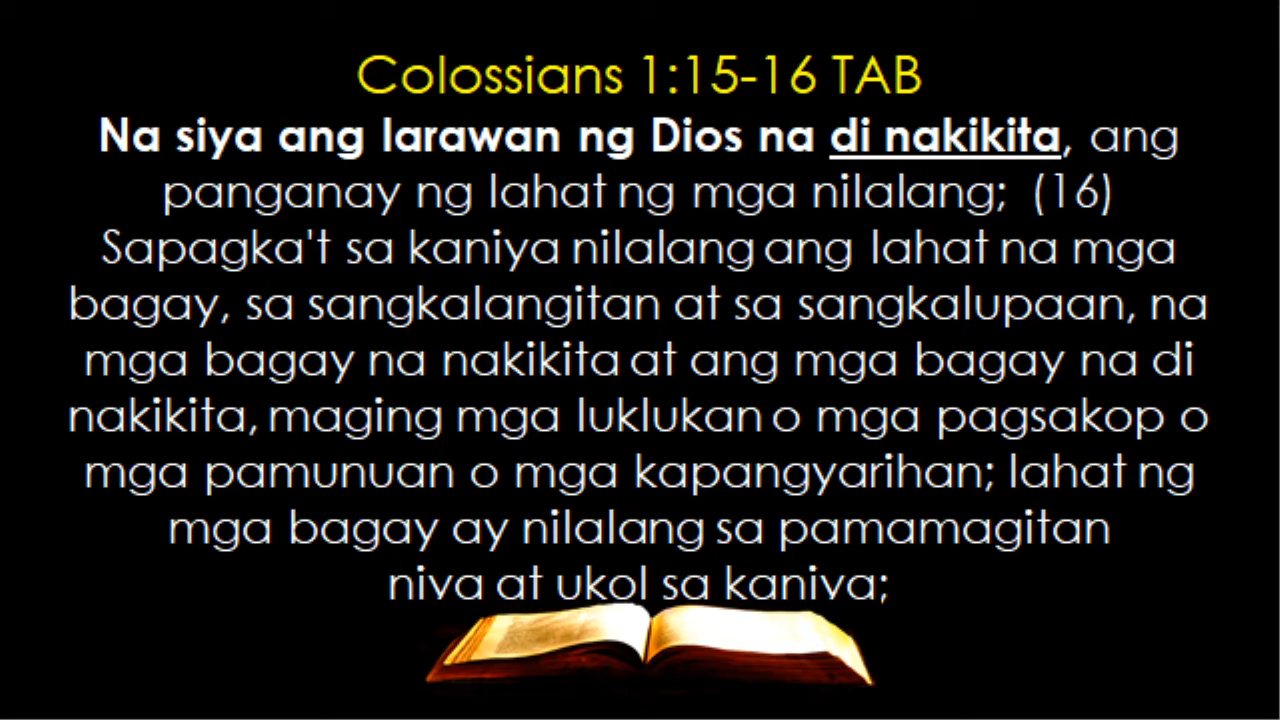 Colossians 1:15-16 TAB
Na siya ang larawan ng Dios na di nakikita, ang
panganay ng lahat ng mga nilalang; (16)
Sapagka't sa kaniya nilalang ang lahat na mga
bagay, sa sangkalangitan at sa sangkalupaan, na
mga bagay na nakikita at ang mga bagay na di
nakikita, maging mga luklukan o mga pagsakop o
mga pamunuan o mga kapangyarihan; lahat ng
mga bagay ay nilalang sa pamamagitan
niya at ukol sa kaniya;